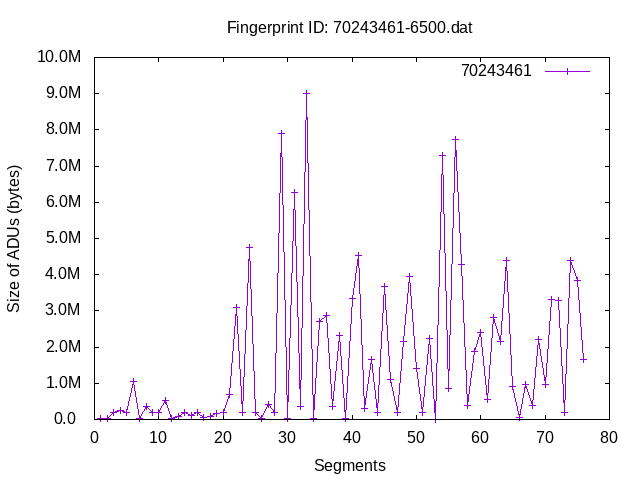 Fingerprint ID: 70243461-6500.dat
10.0M
70243461
9.0M
8.0M
7.0M
6.0M
5.0M
4.0M
3.0M
2.0M
1.0M
0.0
Size of ADUs (bytes)
0 10 20 30 40 50 60 70 80
Segments